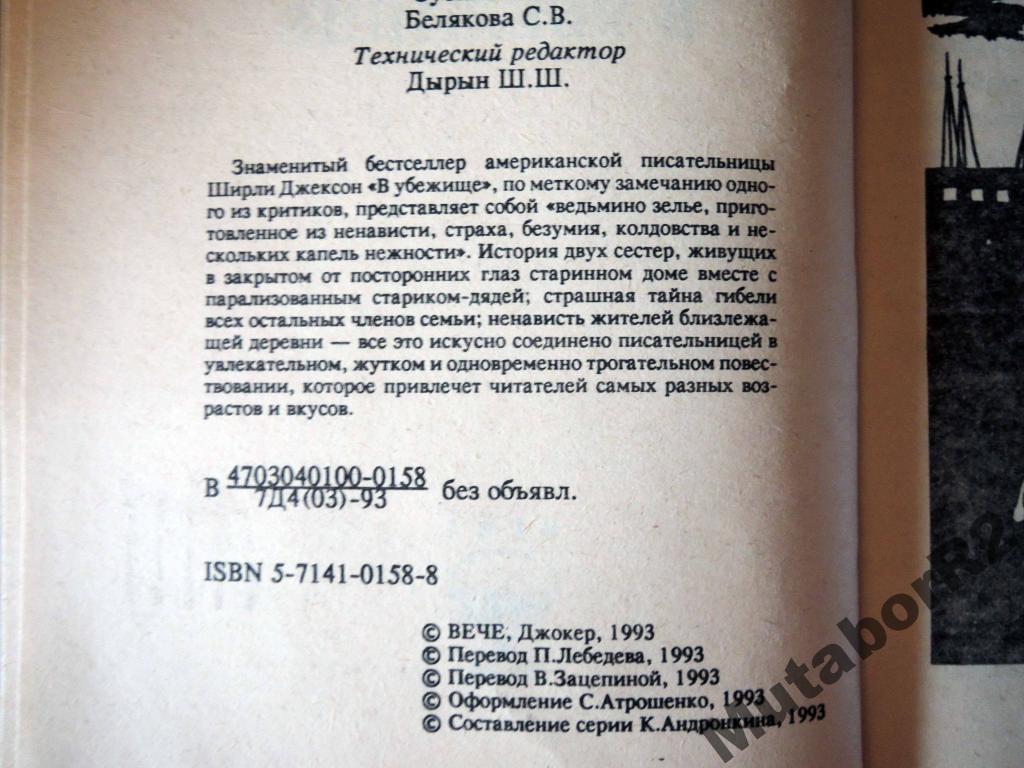 Белякова С.В.
Технический редактор
Дырын Ш.Ш.
Знаменитый бестселлер американской писательницы
Ширли Джексон «В убежище», по меткому замечанию одно-
го из критиков, представляет собой «ведьмино зелье, приго-
товленное из ненависти, страха, безумия, колдовства и не-
скольких капель нежности». История двух сестер, живущих
в закрытом от посторонних глаз старинном доме вместе с
парализованным стариком-дядей; страшная тайна гибели
всех остальных членов семьи; ненависть жителей близлежа-
щей деревни — все это искусно соединено писательницей в
увлекательном, жутком и одновременно трогательном повес-
твовании, которое привлечет читателей самых разных воз-
растов и вкусов.
В 4703040100-0158 без объявл.
7Д4(03)-93
ISBN 5-7141-0158-8
© ВЕЧЕ, Джокер, 1993
© Перевод П.Лебедева, 1993
© Перевод В.Зацепиной, 1993
© Оформление С.Атрошенко, 1993
© Составление серии К.Андронкина, 1993
MutaborR2